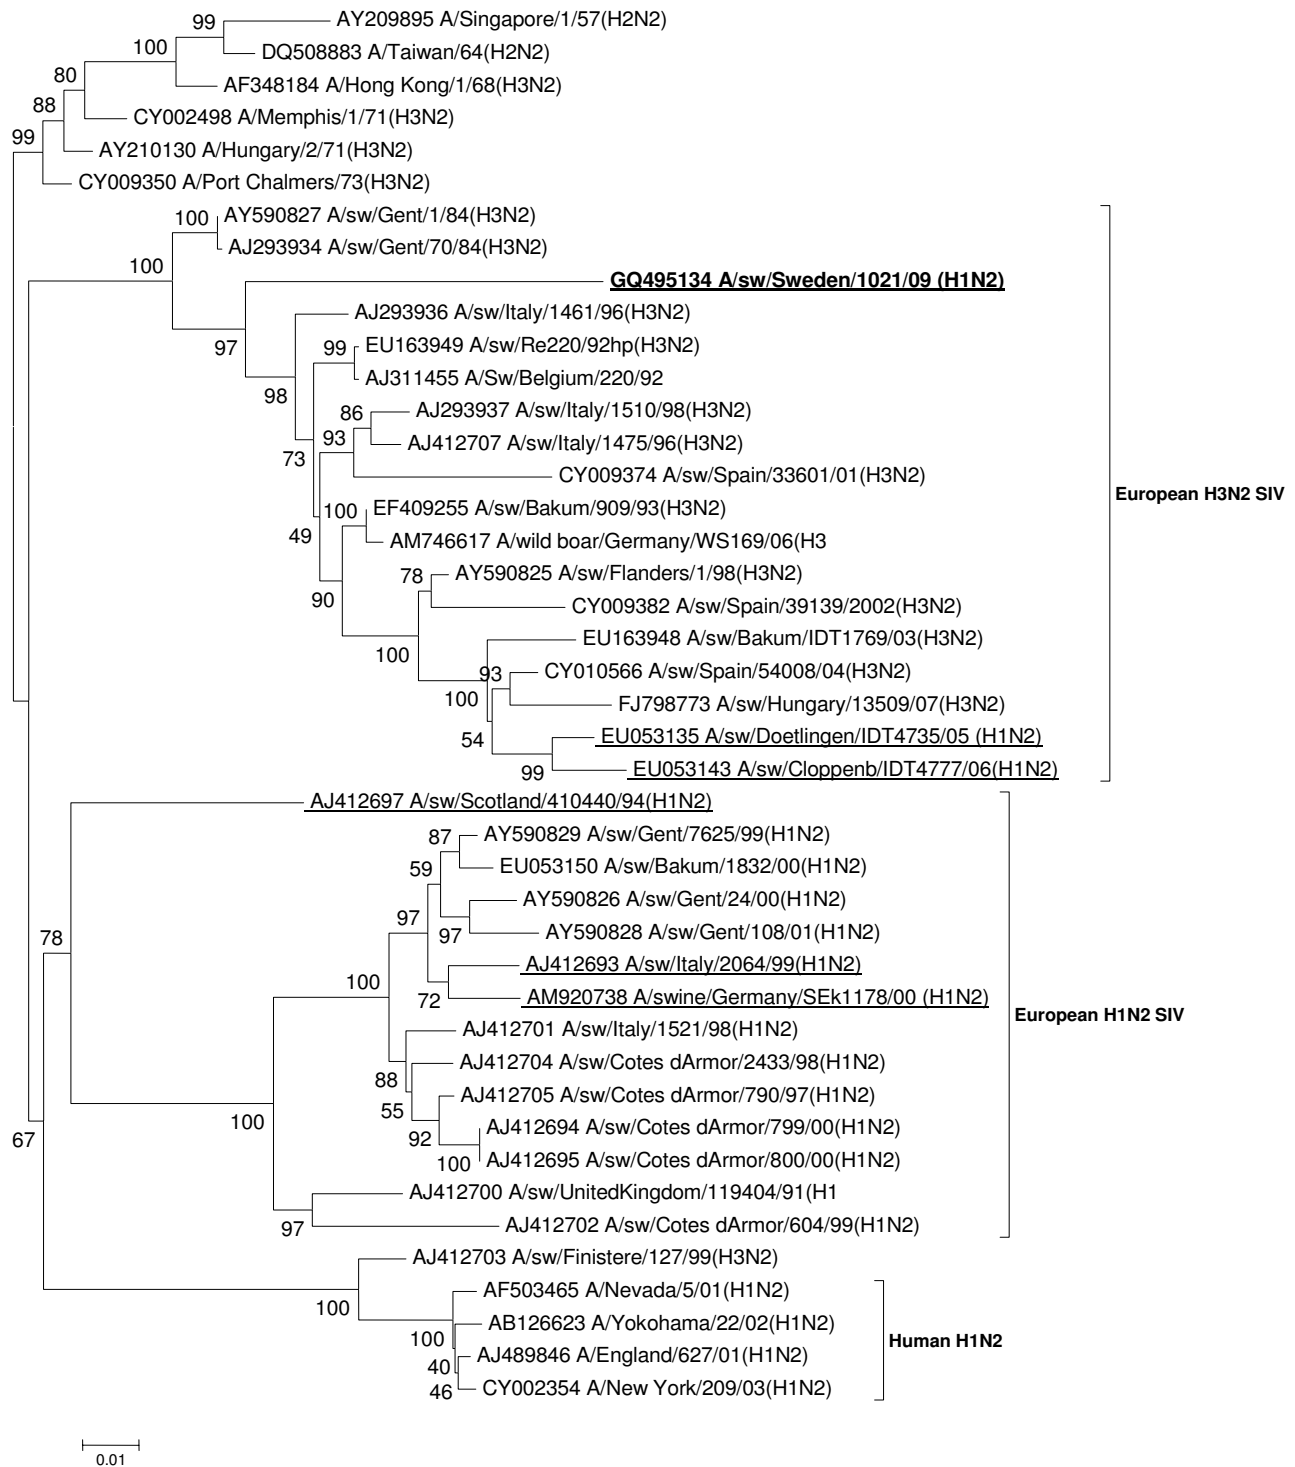 99
AY209895 A/Singapore/1/57(H2N2)
100
DQ508883 A/Taiwan/64(H2N2)
80
AF348184 A/Hong Kong/1/68(H3N2)
88
CY002498 A/Memphis/1/71(H3N2)
99
AY210130 A/Hungary/2/71(H3N2)
CY009350 A/Port Chalmers/73(H3N2)
100
AY590827 A/sw/Gent/1/84(H3N2)
AJ293934 A/sw/Gent/70/84(H3N2)
100
GQ495134 A/sw/Sweden/1021/09 (H1N2)
AJ293936 A/sw/Italy/1461/96(H3N2)
97
99
EU163949 A/sw/Re220/92hp(H3N2)
AJ311455 A/Sw/Belgium/220/92
98
86
AJ293937 A/sw/Italy/1510/98(H3N2)
93
AJ412707 A/sw/Italy/1475/96(H3N2)
73
CY009374 A/sw/Spain/33601/01(H3N2)
European H3N2 SIV
100
EF409255 A/sw/Bakum/909/93(H3N2)
49
AM746617 A/wild boar/Germany/WS169/06(H3
78
AY590825 A/sw/Flanders/1/98(H3N2)
90
CY009382 A/sw/Spain/39139/2002(H3N2)
EU163948 A/sw/Bakum/IDT1769/03(H3N2)
100
93
CY010566 A/sw/Spain/54008/04(H3N2)
100
FJ798773 A/sw/Hungary/13509/07(H3N2)
54
EU053135 A/sw/Doetlingen/IDT4735/05 (H1N2)
99
EU053143 A/sw/Cloppenb/IDT4777/06(H1N2)
AJ412697 A/sw/Scotland/410440/94(H1N2)
87
AY590829 A/sw/Gent/7625/99(H1N2)
59
EU053150 A/sw/Bakum/1832/00(H1N2)
AY590826 A/sw/Gent/24/00(H1N2)
97
97
AY590828 A/sw/Gent/108/01(H1N2)
78
AJ412693 A/sw/Italy/2064/99(H1N2)
100
72
AM920738 A/swine/Germany/SEk1178/00 (H1N2)
European H1N2 SIV
AJ412701 A/sw/Italy/1521/98(H1N2)
AJ412704 A/sw/Cotes dArmor/2433/98(H1N2)
88
AJ412705 A/sw/Cotes dArmor/790/97(H1N2)
55
100
AJ412694 A/sw/Cotes dArmor/799/00(H1N2)
67
92
100
AJ412695 A/sw/Cotes dArmor/800/00(H1N2)
AJ412700 A/sw/UnitedKingdom/119404/91(H1
97
AJ412702 A/sw/Cotes dArmor/604/99(H1N2)
AJ412703 A/sw/Finistere/127/99(H3N2)
AF503465 A/Nevada/5/01(H1N2)
100
AB126623 A/Yokohama/22/02(H1N2)
100
Human H1N2
AJ489846 A/England/627/01(H1N2)
40
CY002354 A/New York/209/03(H1N2)
46
0.01